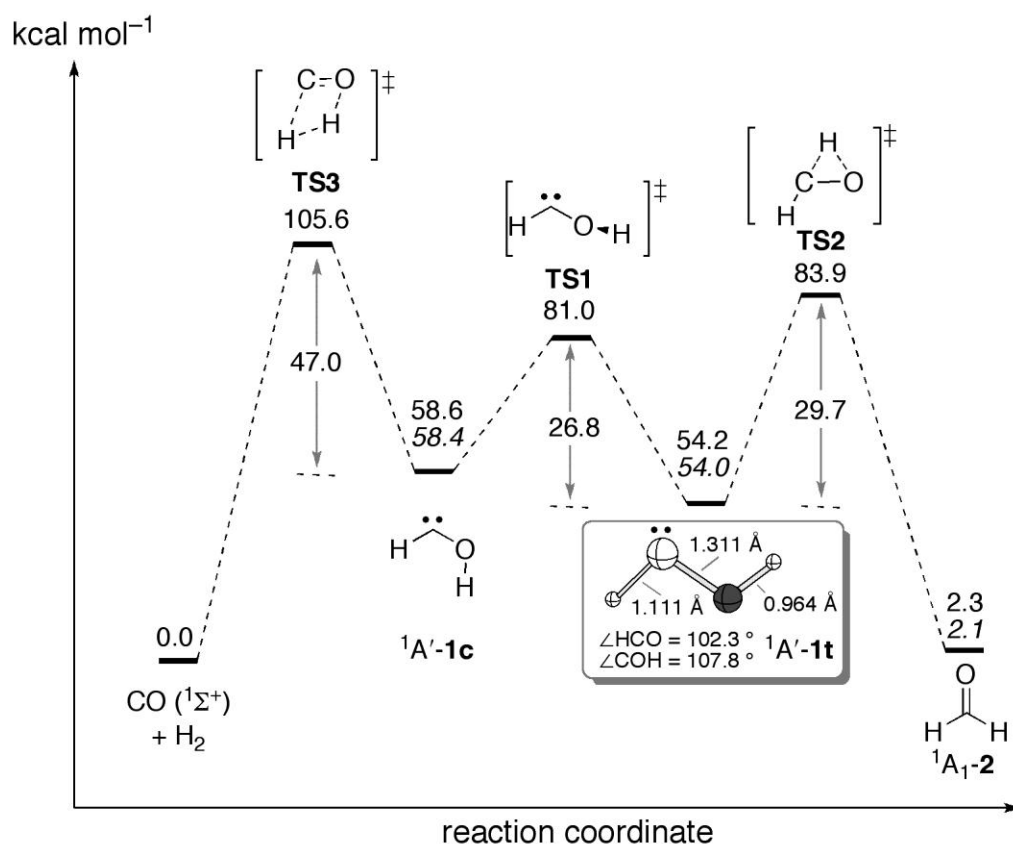 kcal mol⁻¹
C=O ‡
H H
TS3
105.6
H O H ‡
TS1
81.0
H ‡
C O
H
TS2
83.9
47.0
26.8
29.7
58.6
58.4
54.2
54.0
H O
H
¹A′-1c
1.311 Å
1.111 Å
0.964 Å
∠HCO = 102.3 °
∠COH = 107.8 °
¹A′-1t
0.0
CO (¹Σ⁺)
+ H₂
2.3
2.1
O
H H
¹A₁-2
reaction coordinate